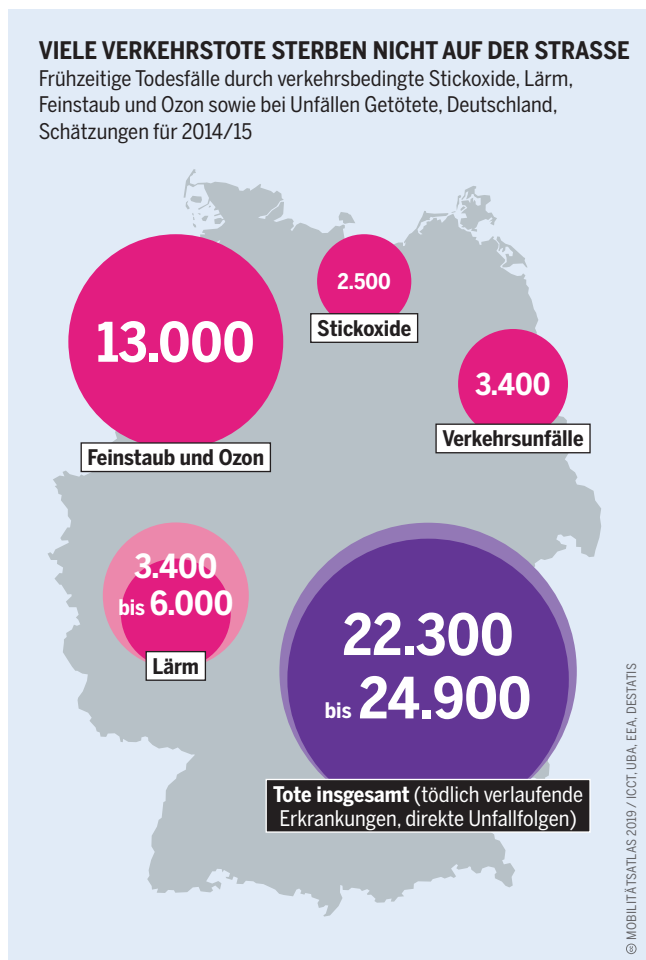 VIELE VERKEHRSTOTE STERBEN NICHT AUF DER STRASSE
Frühzeitige Todesfälle durch verkehrsbedingte Stickoxide, Lärm,
Feinstaub und Ozon sowie bei Unfällen Getötete, Deutschland,
Schätzungen für 2014/15
13.000
Feinstaub und Ozon
2.500
Stickoxide
3.400
Verkehrsunfälle
3.400
bis 6.000
Lärm
22.300
bis 24.900
Tote insgesamt (tödlich verlaufende
Erkrankungen, direkte Unfallfolgen)
MOBILITÄTSATLAS 2019 / ICCT, UBA, EEA, DESTATIS